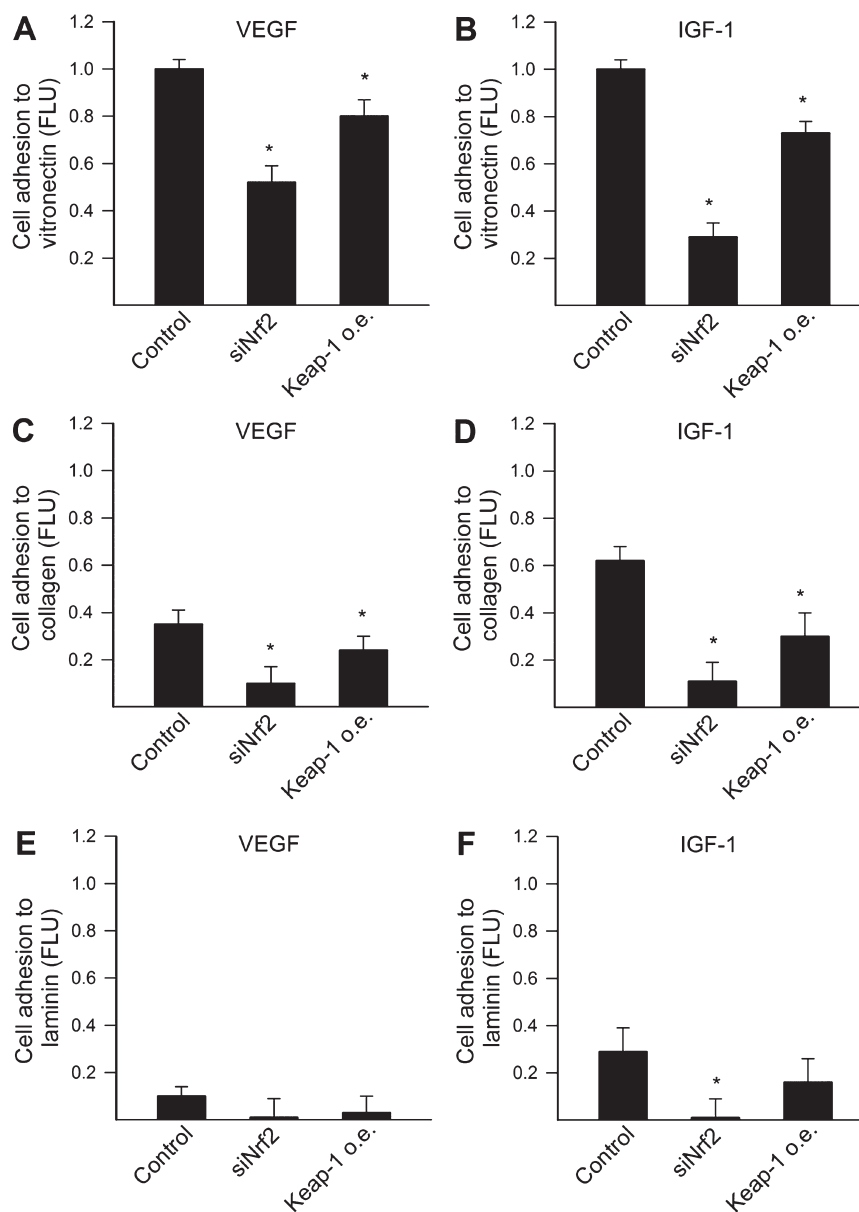 A
VEGF
Cell adhesion to
vitronectin (FLU)
1.2
1.0
0.8
0.6
0.4
0.2
*
*
Control
siNrf2
Keap-1 o.e.
B
IGF-1
Cell adhesion to
vitronectin (FLU)
1.2
1.0
0.8
0.6
0.4
0.2
*
*
Control
siNrf2
Keap-1 o.e.
C
VEGF
Cell adhesion to
collagen (FLU)
1.2
1.0
0.8
0.6
0.4
0.2
*
*
Control
siNrf2
Keap-1 o.e.
D
IGF-1
Cell adhesion to
collagen (FLU)
1.2
1.0
0.8
0.6
0.4
0.2
*
*
Control
siNrf2
Keap-1 o.e.
E
VEGF
Cell adhesion to
laminin (FLU)
1.2
1.0
0.8
0.6
0.4
0.2
Control
siNrf2
Keap-1 o.e.
F
IGF-1
Cell adhesion to
laminin (FLU)
1.2
1.0
0.8
0.6
0.4
0.2
*
Control
siNrf2
Keap-1 o.e.